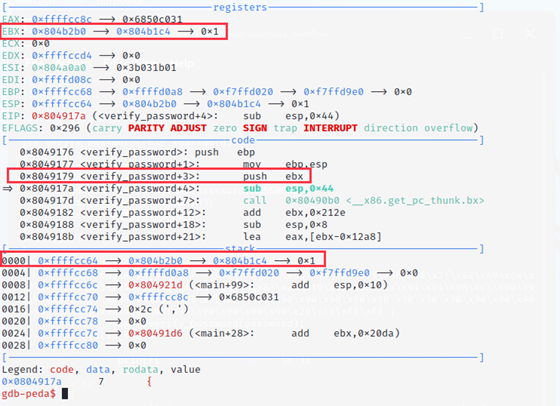 [registers]
EAX: 0xffffcc8c → 0x6850c031
EBX: 0x804b2b0 → 0x804b1c4 → 0x1
ECX: 0x0
EDX: 0xffffccd4 → 0x0
ESI: 0x804a0a0 → 0x3b031b01
EDI: 0xffffd08c → 0x0
EBP: 0xffffcc68 → 0xffffd0a8 → 0xf7ffd020 → 0xf7ffd9e0 → 0x0
ESP: 0xffffcc64 → 0x804b2b0 → 0x804b1c4 → 0x1
EIP: 0x804917a (<verify_password+4>: sub esp,0x44)
EFLAGS: 0x296 (carry PARITY ADJUST zero SIGN trap INTERRUPT direction overflow)
[code]
0x8049176 <verify_password>: push ebp
0x8049177 <verify_password+1>: mov ebp,esp
0x8049179 <verify_password+3>: push ebx
⇒ 0x804917a <verify_password+4>: sub esp,0x44
0x804917d <verify_password+7>: call 0x80490b0 <__x86.get_pc_thunk.bx>
0x8049182 <verify_password+12>: add ebx,0x212e
0x8049188 <verify_password+18>: sub esp,0x8
0x804918b <verify_password+21>: lea eax,[ebx-0x12a8]
[stack]
0000| 0xffffcc64 → 0x804b2b0 → 0x804b1c4 → 0x1
0004| 0xffffcc68 → 0xffffd0a8 → 0xf7ffd020 → 0xf7ffd9e0 → 0x0
0008| 0xffffcc6c → 0x804921d (<main+99>: add esp,0x10)
0012| 0xffffcc70 → 0xffffcc8c → 0x6850c031
0016| 0xffffcc74 → 0x2c (',')
0020| 0xffffcc78 → 0x0
0024| 0xffffcc7c → 0x80491d6 (<main+28>: add ebx,0x20da)
0028| 0xffffcc80 → 0x0
[]
Legend: code, data, rodata, value
0x0804917a 7 {
gdb-peda$